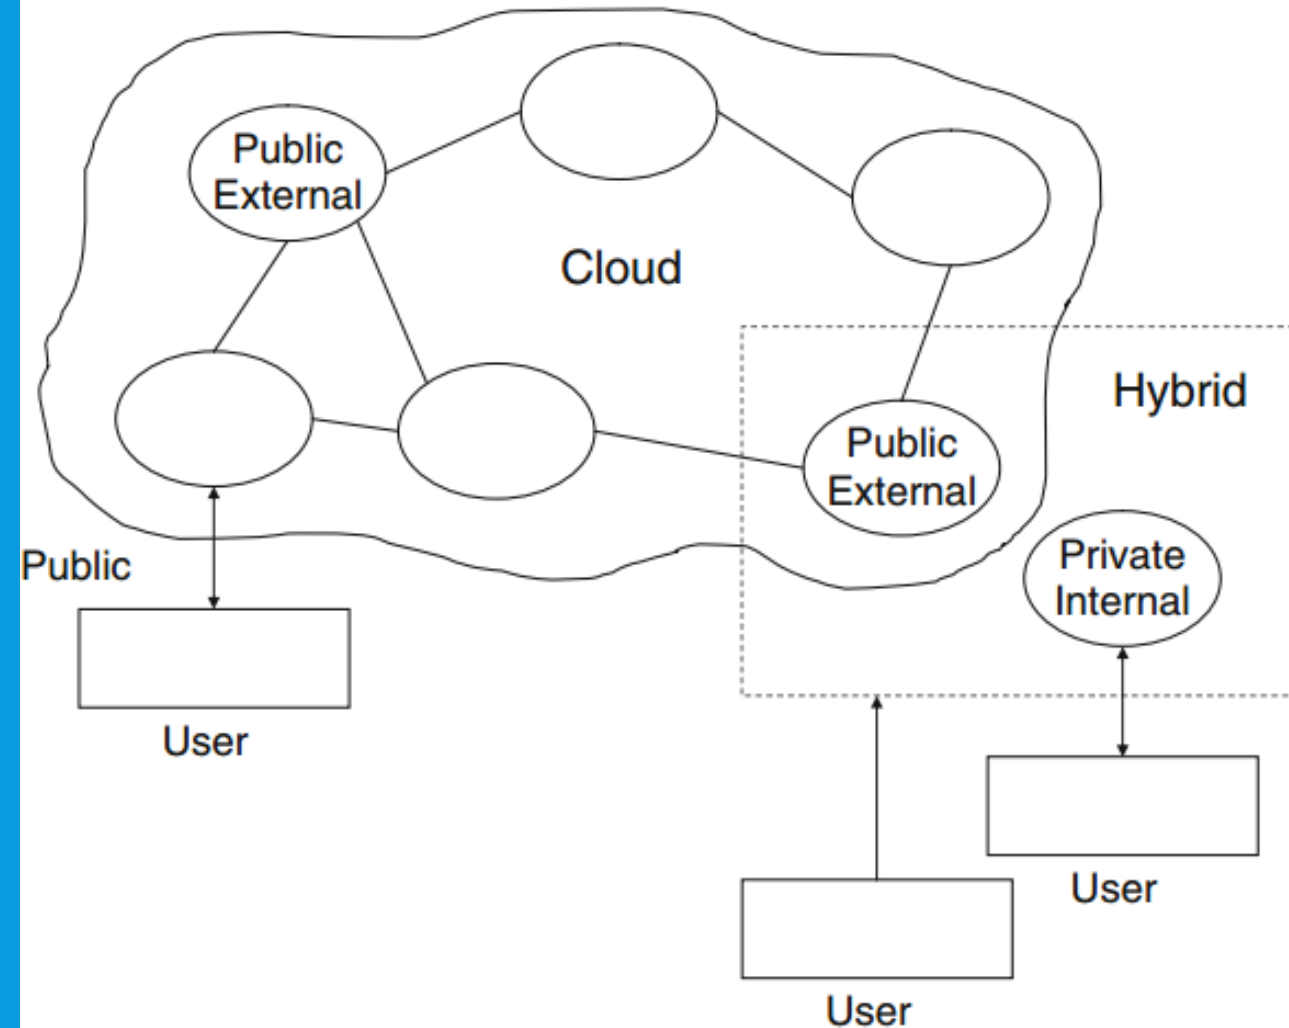 Public
External
Cloud
Hybrid
Public
External
Public
Private
Internal
User
User
User